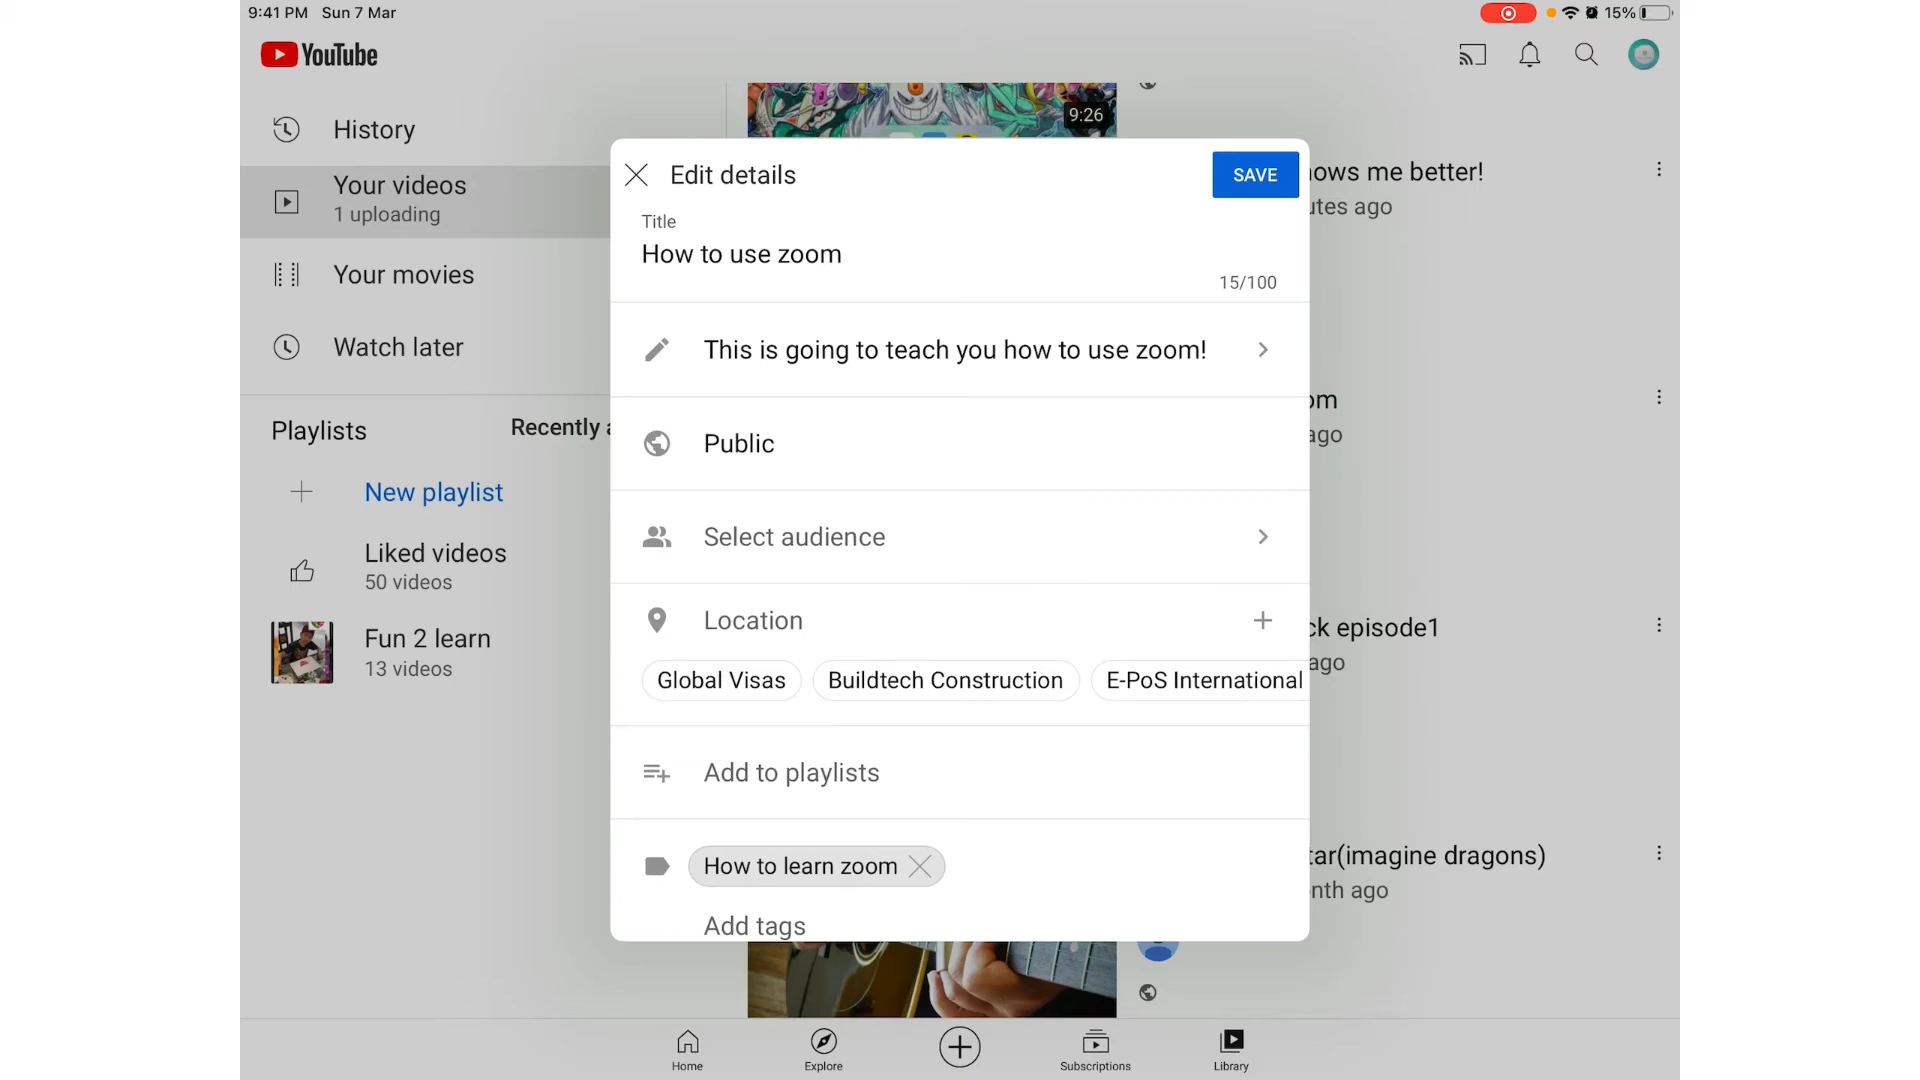 9:41 PM Sun 7 Mar
15%
YouTube
History
Your videos
1 uploading
Your movies
Watch later
Playlists
Recently
New playlist
Liked videos
50 videos
Fun 2 learn
13 videos
9:26
Edit details
SAVE
Title
How to use zoom
15/100
This is going to teach you how to use zoom!
Public
Select audience
Location
Global Visas
Buildtech Construction
E-PoS International
Add to playlists
How to learn zoom
Add tags
ows me better!
utes ago
om
ago
ck episode1
ago
tar(imagine dragons)
nth ago
Home
Explore
Subscriptions
Library